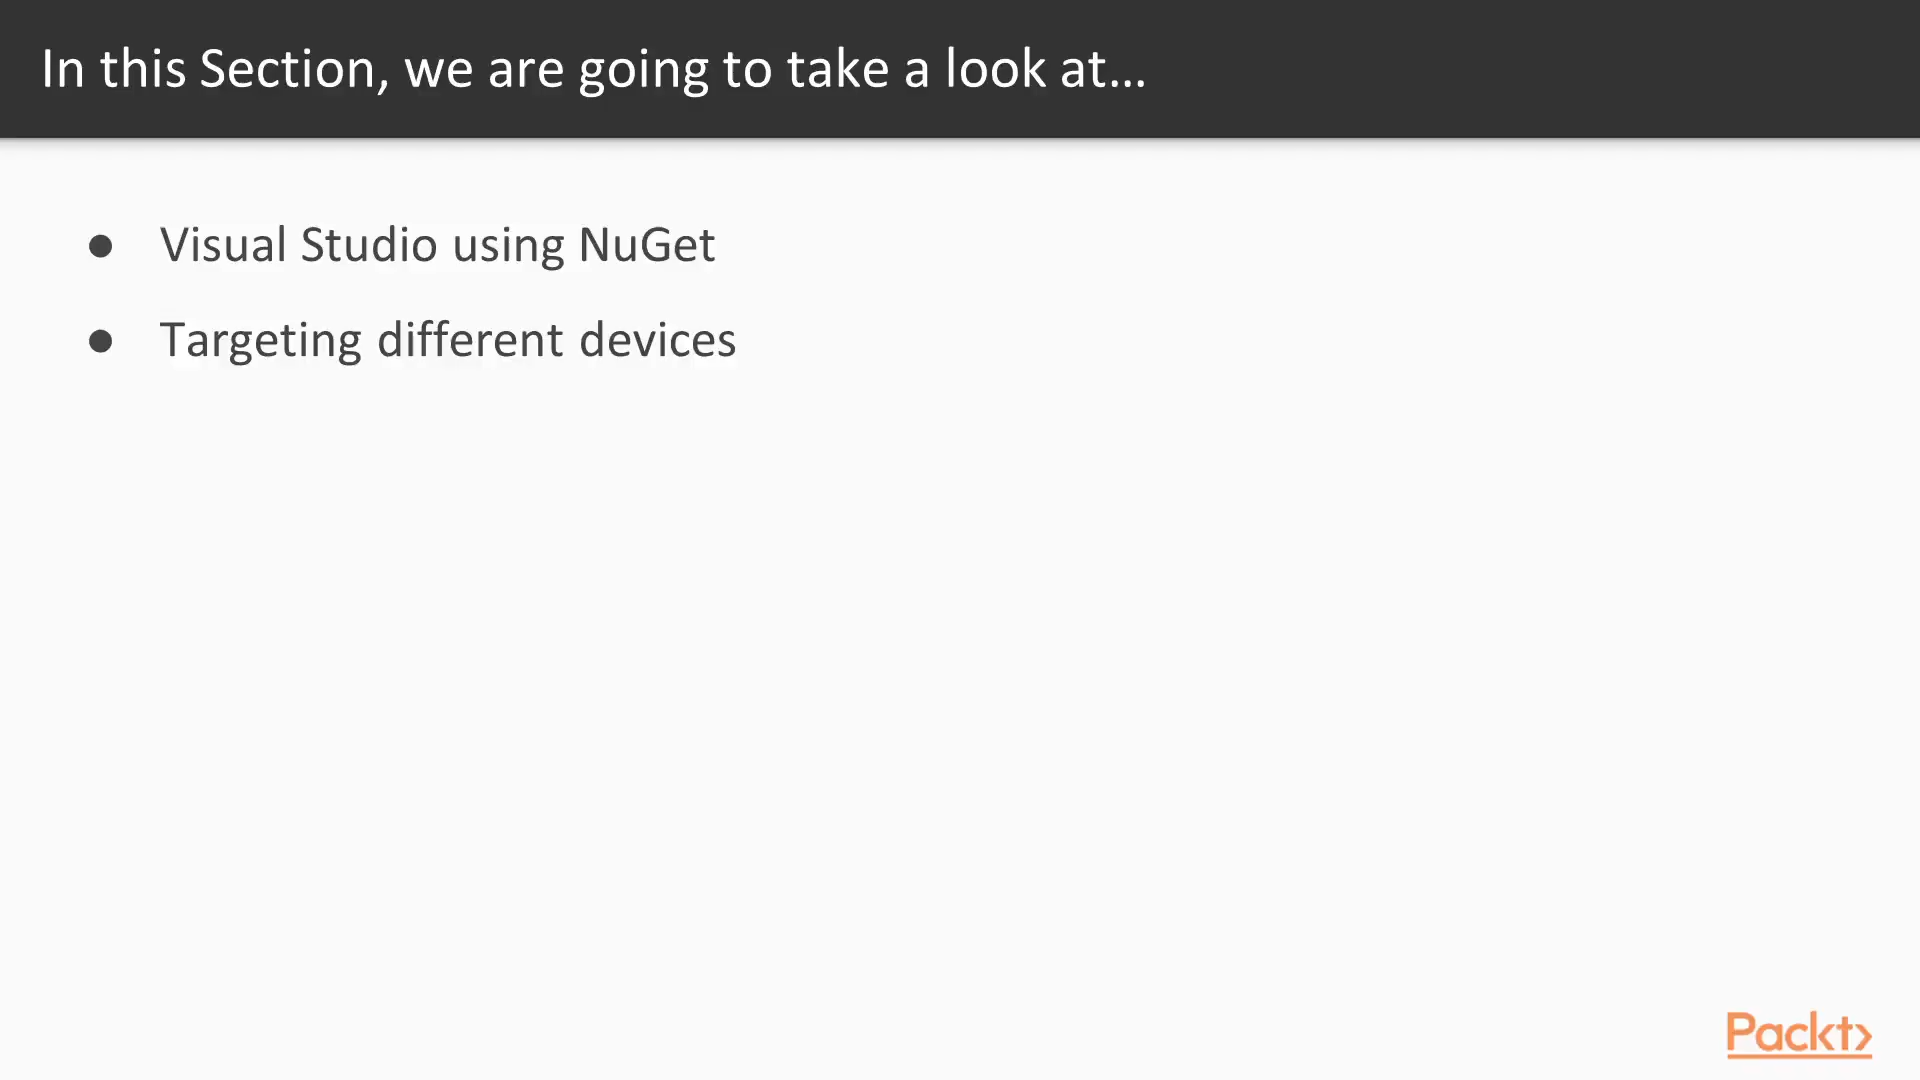 In this Section, we are going to take a look at...
● Visual Studio using NuGet
● Targeting different devices
Packt>